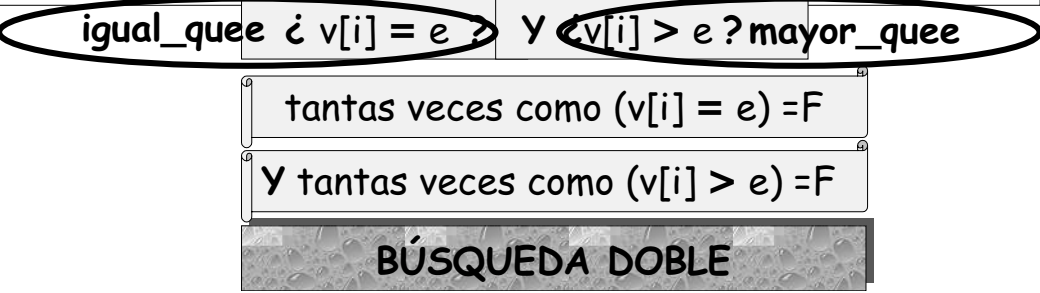 igual_quee ¿ v[i] = e ? Y ¿v[i] > e ? mayor_quee
tantas veces como (v[i] = e) =F
Y tantas veces como (v[i] > e) =F
BÚSQUEDA DOBLE